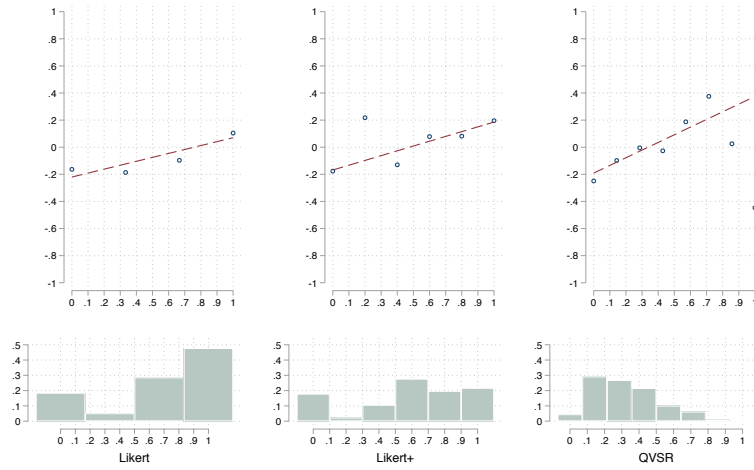 1 1 1
.8 .8 .8
.6 .6 .6
.4 .4 .4
.2 .2 .2
0 0 0
-.2 -.2 -.2
-.4 -.4 -.4
-.6 -.6 -.6
-.8 -.8 -.8
-1 -1 -1
0 .1 .2 .3 .4 .5 .6 .7 .8 .9 1 0 .1 .2 .3 .4 .5 .6 .7 .8 .9 1 0 .1 .2 .3 .4 .5 .6 .7 .8 .9 1
.5 .5 .5
.4 .4 .4
.3 .3 .3
.2 .2 .2
.1 .1 .1
0 0 0
0 .1 .2 .3 .4 .5 .6 .7 .8 .9 1 0 .1 .2 .3 .4 .5 .6 .7 .8 .9 1 0 .1 .2 .3 .4 .5 .6 .7 .8 .9 1
Likert Likert+ QVSR